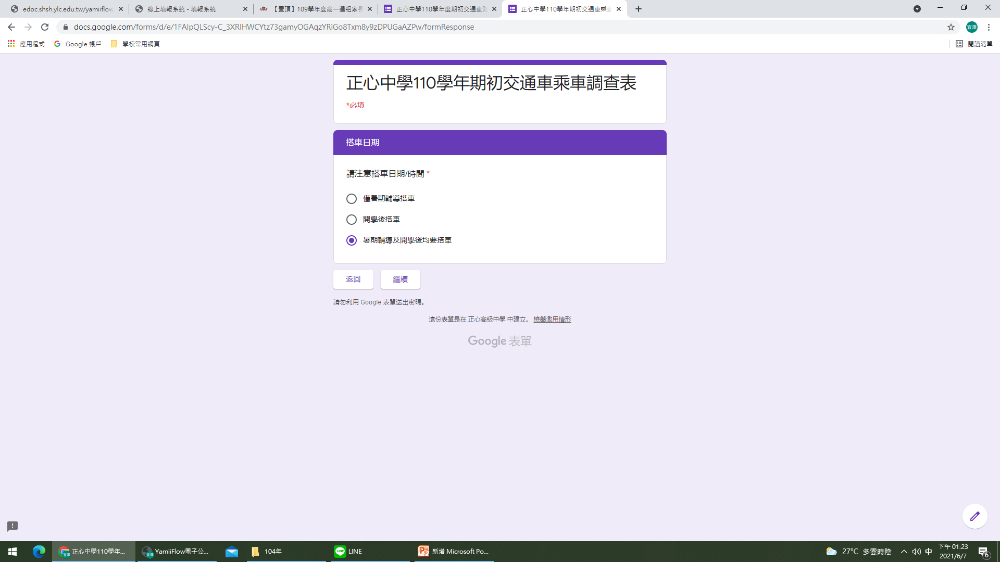 edoc.shsh.ylc.edu.tw/yamiiflow
線上填報系統 - 填報系統
【置頂】109學年度高一選組家長
正心中學110學年度期初交通車路
正心中學110學年期初交通車乘車
docs.google.com/forms/d/e/1FAIpQLScy-C_3XRlHWCYtz73gamyOGAqzYRiGo8Txm8y9zDPUGaAZPw/formResponse
宜澤
應用程式
Google 帳戶
學校常用網頁
閱讀清單
正心中學110學年期初交通車乘車調查表
*必填
搭車日期
請注意搭車日期/時間 *
僅暑期輔導搭車
開學後搭車
暑期輔導及開學後均要搭車
返回
繼續
請勿利用 Google 表單送出密碼。
這份表單是在 正心高級中學 中建立。 檢舉濫用情形
Google 表單
正心中學110學年...
YamiiFlow電子公...
104年
LINE
新增 Microsoft Po...
27°C 多雲時陰
中
下午 01:23
2021/6/7
6